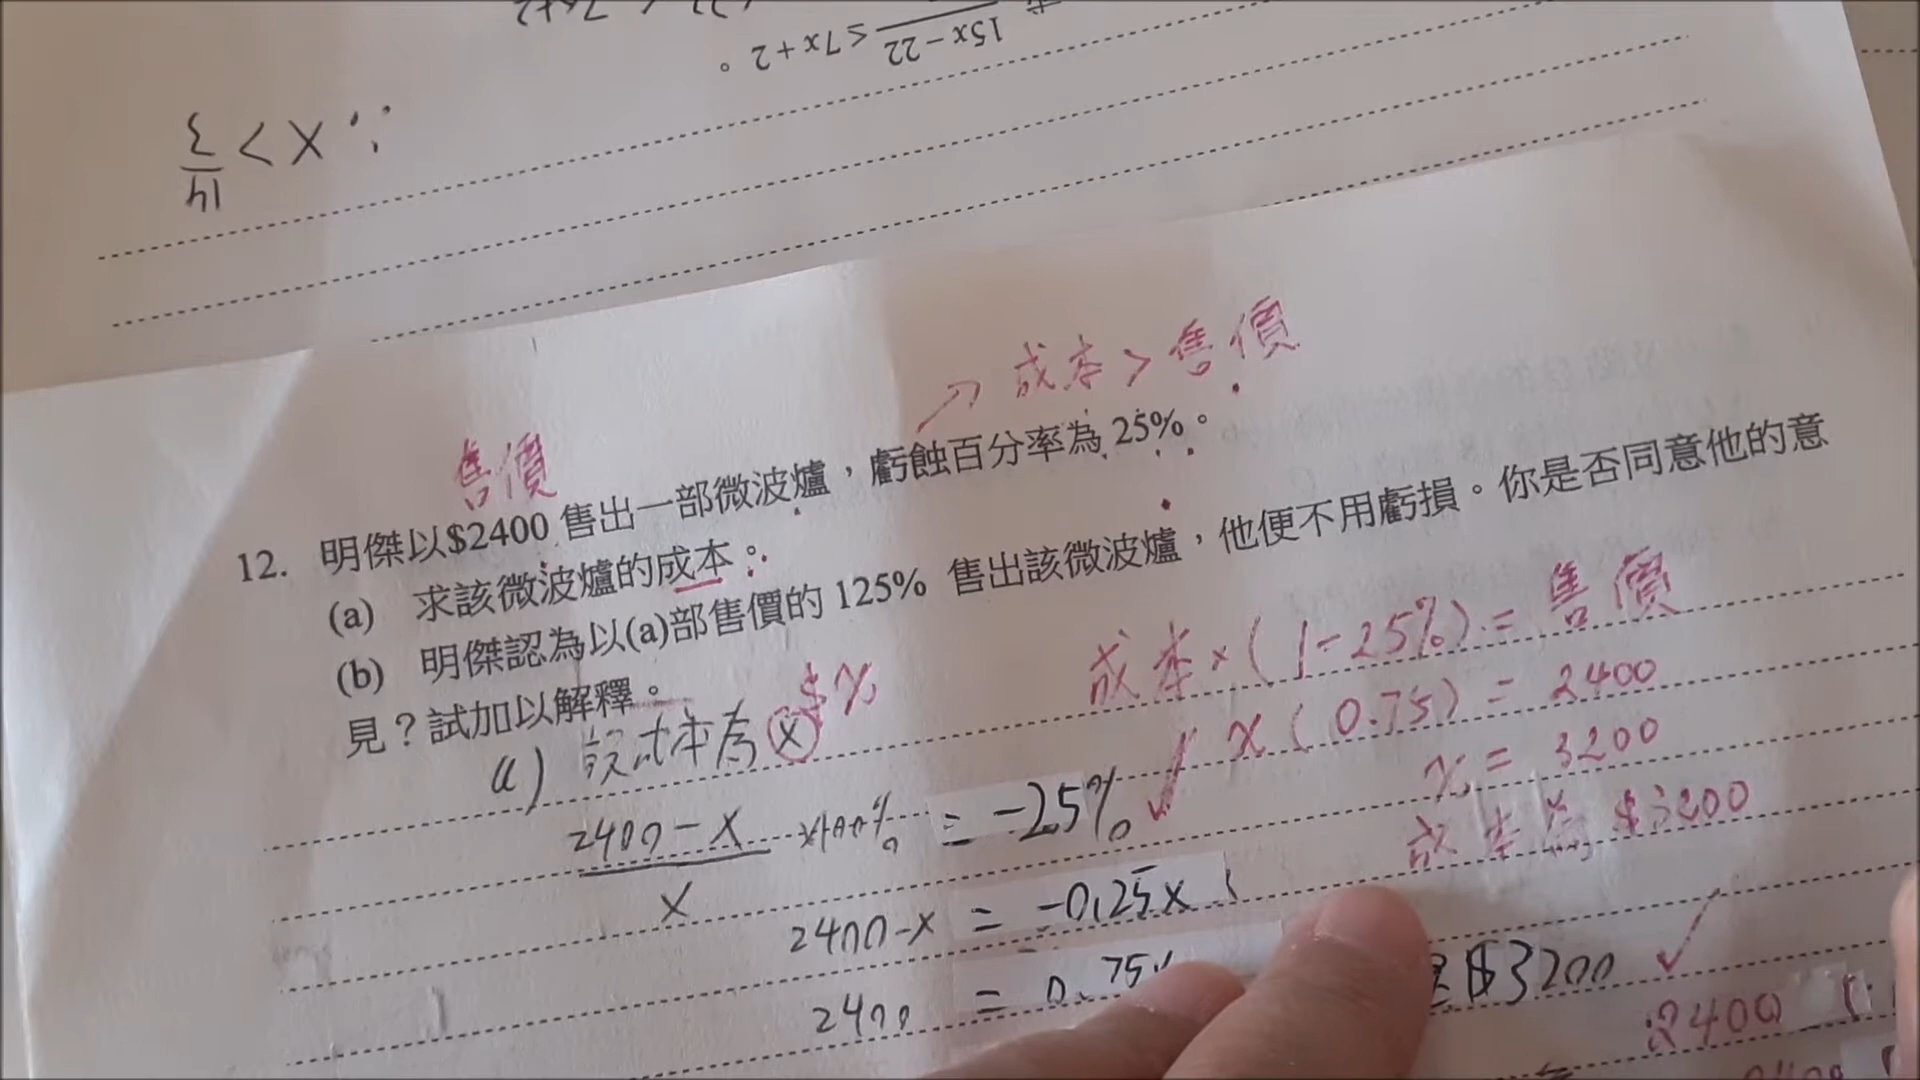 15x-22
≤7x+2。
∴ X > 14/3
成本>售價
售價
12. 明傑以$2400 售出一部微波爐，虧蝕百分率為 25%。
(a) 求該微波爐的成本。
(b) 明傑認為以(a)部售價的 125% 售出該微波爐，他便不用虧損。你是否同意他的意
見？試加以解釋。
成本×(1-25%)=售價
a) 設成本為 X $x
x(0.75)=2400
(2400-X)/X ×100% = -25%
x=3200
成本為$3200
2400-X = -0.25X
2400 = 0.75
$3200
2400